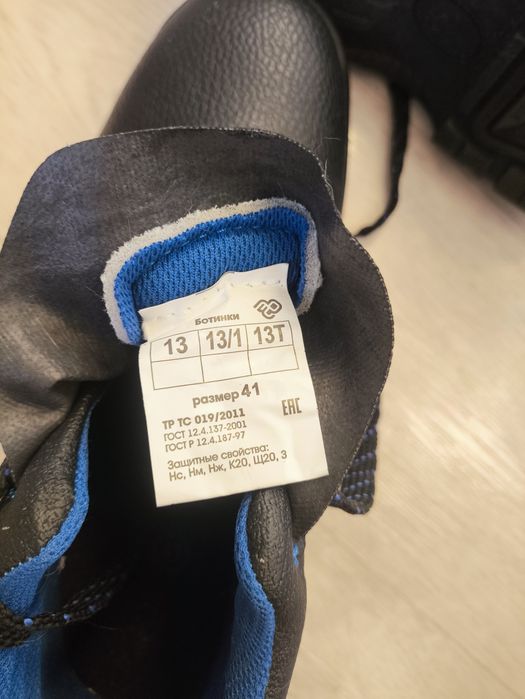 Ботинки
13 13/1 13Т
размер 41
ТР ТС 019/2011
ГОСТ 12.4.137-2001
ГОСТ Р 12.4.187-97
ЕАС
Защитные свойства:
Нс, Нм, Нж, К20, Щ20, З